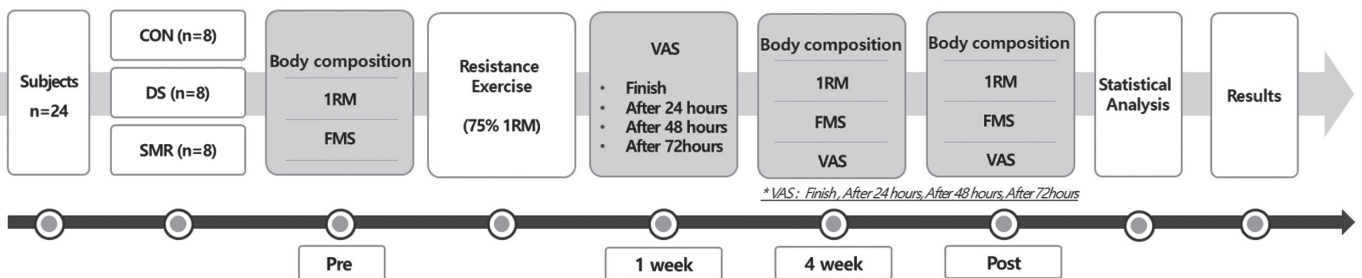 Subjects
n=24
CON (n=8)
DS (n=8)
SMR (n=8)
Body composition
1RM
FMS
Resistance
Exercise
(75% 1RM)
VAS
• Finish
• After 24 hours
• After 48 hours
• After 72hours
Body composition
1RM
FMS
VAS
Body composition
1RM
FMS
VAS
* VAS : Finish , After 24 hours, After 48 hours, After 72hours
Statistical
Analysis
Results
Pre
1 week
4 week
Post